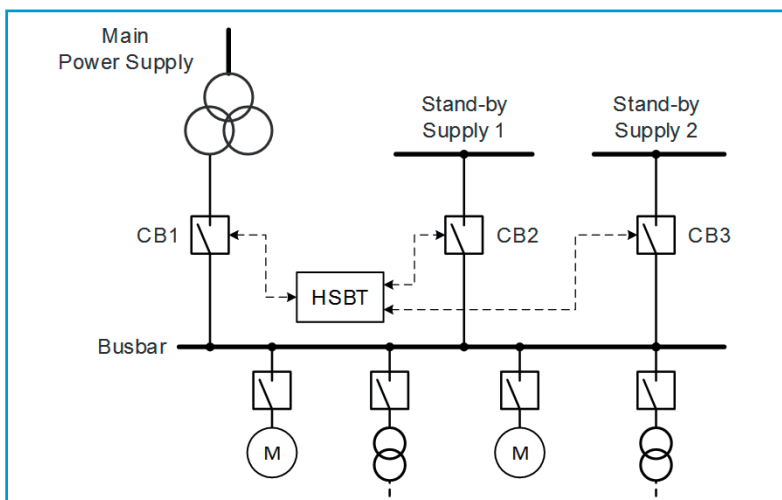 Main
Power Supply
Stand-by
Supply 1
Stand-by
Supply 2
CB1
CB2
CB3
HSBT
Busbar
M
M